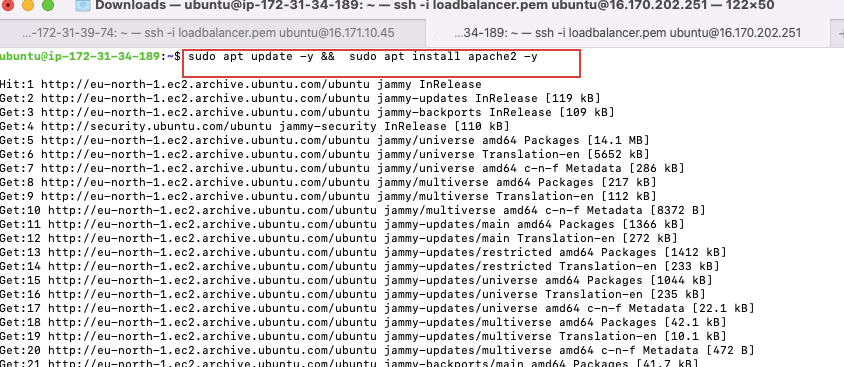 Downloads — ubuntu@ip-172-31-34-189: ~ — ssh -i loadbalancer.pem ubuntu@16.170.202.251 — 122×50
...-172-31-39-74: ~ — ssh -i loadbalancer.pem ubuntu@16.171.10.45
...34-189: ~ — ssh -i loadbalancer.pem ubuntu@16.170.202.251
ubuntu@ip-172-31-34-189:~$ sudo apt update -y &&  sudo apt install apache2 -y
Hit:1 http://eu-north-1.ec2.archive.ubuntu.com/ubuntu jammy InRelease
Get:2 http://eu-north-1.ec2.archive.ubuntu.com/ubuntu jammy-updates InRelease [119 kB]
Get:3 http://eu-north-1.ec2.archive.ubuntu.com/ubuntu jammy-backports InRelease [109 kB]
Get:4 http://security.ubuntu.com/ubuntu jammy-security InRelease [110 kB]
Get:5 http://eu-north-1.ec2.archive.ubuntu.com/ubuntu jammy/universe amd64 Packages [14.1 MB]
Get:6 http://eu-north-1.ec2.archive.ubuntu.com/ubuntu jammy/universe Translation-en [5652 kB]
Get:7 http://eu-north-1.ec2.archive.ubuntu.com/ubuntu jammy/universe amd64 c-n-f Metadata [286 kB]
Get:8 http://eu-north-1.ec2.archive.ubuntu.com/ubuntu jammy/multiverse amd64 Packages [217 kB]
Get:9 http://eu-north-1.ec2.archive.ubuntu.com/ubuntu jammy/multiverse Translation-en [112 kB]
Get:10 http://eu-north-1.ec2.archive.ubuntu.com/ubuntu jammy/multiverse amd64 c-n-f Metadata [8372 B]
Get:11 http://eu-north-1.ec2.archive.ubuntu.com/ubuntu jammy-updates/main amd64 Packages [1366 kB]
Get:12 http://eu-north-1.ec2.archive.ubuntu.com/ubuntu jammy-updates/main Translation-en [272 kB]
Get:13 http://eu-north-1.ec2.archive.ubuntu.com/ubuntu jammy-updates/restricted amd64 Packages [1412 kB]
Get:14 http://eu-north-1.ec2.archive.ubuntu.com/ubuntu jammy-updates/restricted Translation-en [233 kB]
Get:15 http://eu-north-1.ec2.archive.ubuntu.com/ubuntu jammy-updates/universe amd64 Packages [1044 kB]
Get:16 http://eu-north-1.ec2.archive.ubuntu.com/ubuntu jammy-updates/universe Translation-en [235 kB]
Get:17 http://eu-north-1.ec2.archive.ubuntu.com/ubuntu jammy-updates/universe amd64 c-n-f Metadata [22.1 kB]
Get:18 http://eu-north-1.ec2.archive.ubuntu.com/ubuntu jammy-updates/multiverse amd64 Packages [42.1 kB]
Get:19 http://eu-north-1.ec2.archive.ubuntu.com/ubuntu jammy-updates/multiverse Translation-en [10.1 kB]
Get:20 http://eu-north-1.ec2.archive.ubuntu.com/ubuntu jammy-updates/multiverse amd64 c-n-f Metadata [472 B]
Get:21 http://eu-north-1.ec2.archive.ubuntu.com/ubuntu jammy-backports/main amd64 Packages [41.7 kB]